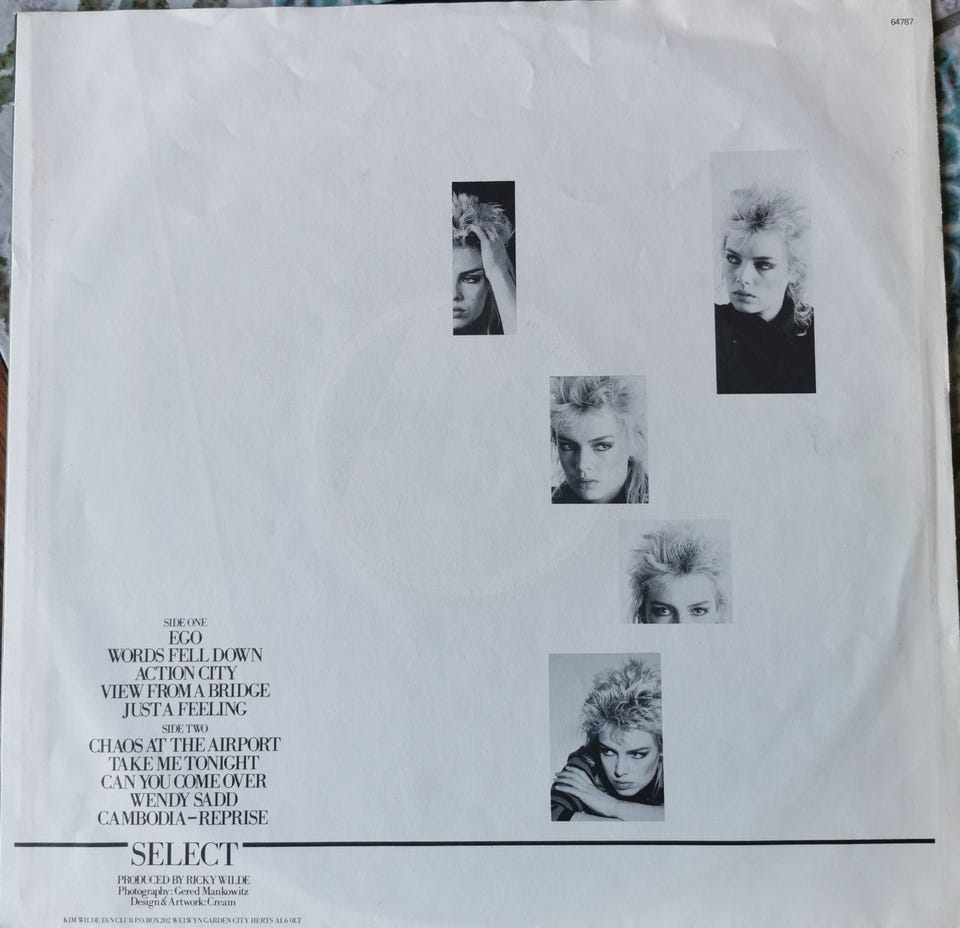 64787
SIDE ONE
EGO
WORDS FELL DOWN
ACTION CITY
VIEW FROM A BRIDGE
JUST A FEELING
SIDE TWO
CHAOS AT THE AIRPORT
TAKE ME TONIGHT
CAN YOU COME OVER
WENDY SADD
CAMBODIA-REPRISE
SELECT
PRODUCED BY RICKY WILDE
Photography: Gered Mankowitz
Design & Artwork: Cream
KIM WILDE FAN CLUB P.O. BOX 202 WELWYN GARDEN CITY HERTS AL6 0LT